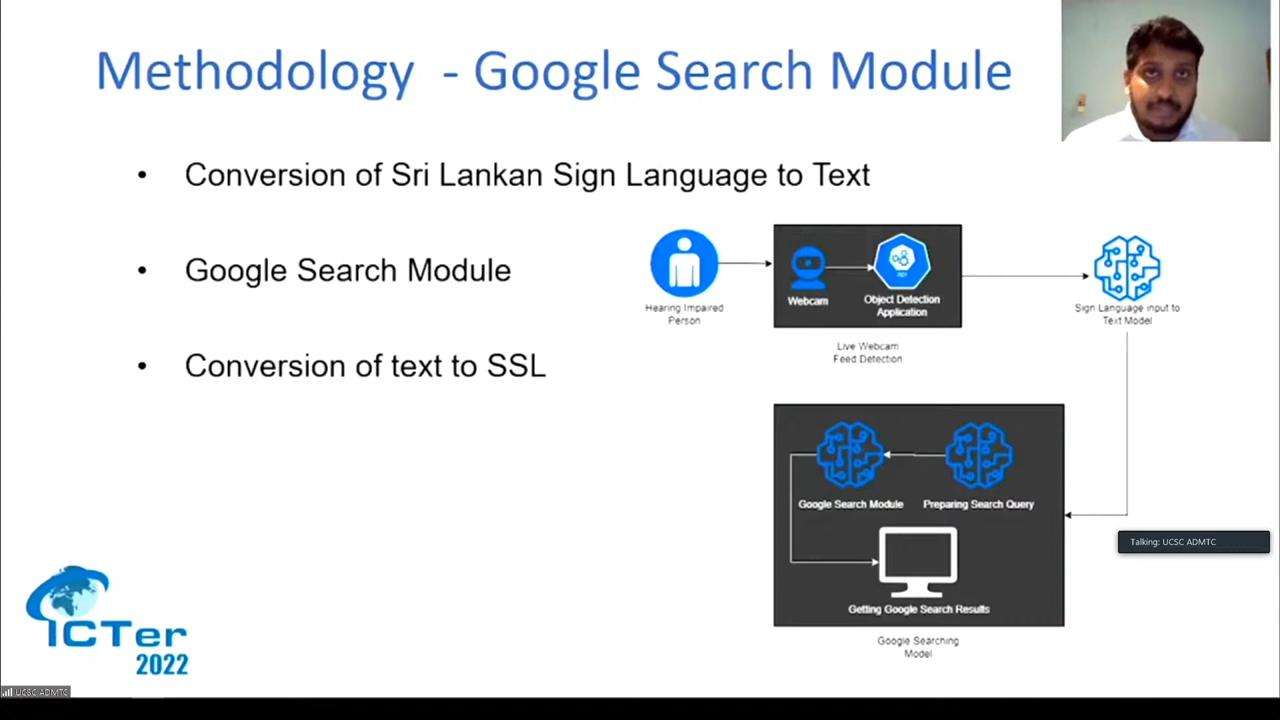 Methodology - Google Search Module
• Conversion of Sri Lankan Sign Language to Text
• Google Search Module
• Conversion of text to SSL
Hearing Impaired
Person
Webcam
Object Detection
Application
Live Webcam
Feed Detection
Sign Language input to
Text Model
Google Search Module
Preparing Search Query
Getting Google Search Results
Google Searching
Model
Talking: UCSC ADMTC
ICTer
2022
UCSC ADMTC